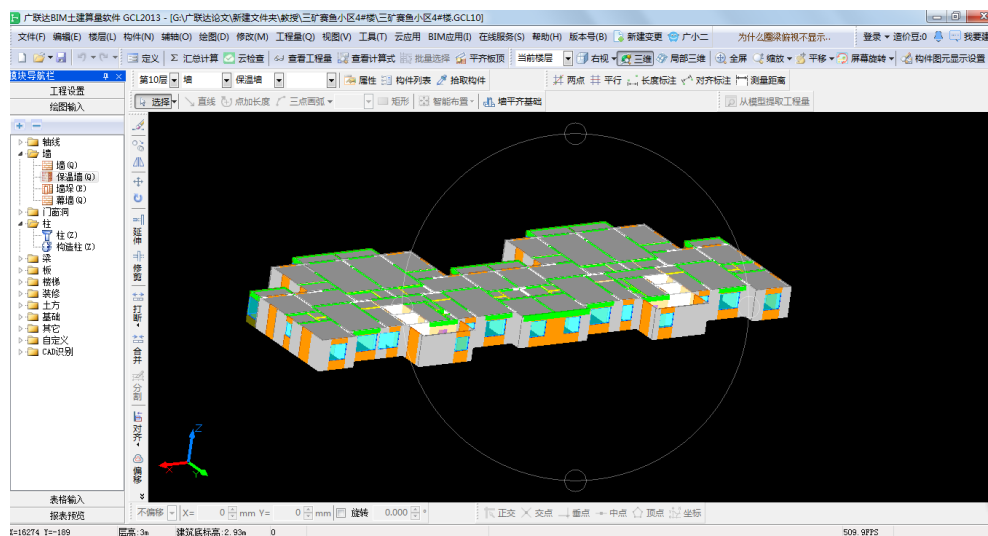 广联达BIM土建算量软件 GCL2013 - [G:\广联达论文\新建文件夹\教授\三矿赛鱼小区4#楼\三矿赛鱼小区4#楼.GCL10]
文件(F) 编辑(E) 楼层(L) 构件(N) 辅轴(O) 绘图(D) 修改(M) 工程量(Q) 视图(V) 工具(T) 云应用 BIM应用(I) 在线服务(S) 帮助(H) 版本号(B) 新建变更 广小二 为什么圈梁俯视不显示.. 登录 造价豆:0 我要建
定义 Σ 汇总计算 云检查 查看工程量 查看计算式 批量选择 平齐板顶 当前楼层 右视 三维 局部三维 全屏 缩放 平移 屏幕旋转 构件图元显示设置
模块导航栏
第10层 墙 保温墙 属性 构件列表 拾取构件 两点 平行 长度标注 对齐标注 测量距离
工程设置
绘图输入
选择 直线 点加长度 三点画弧 矩形 智能布置 墙平齐基础 从模型提取工程量
轴线
墙
墙(Q)
保温墙(Q)
墙垛(E)
幕墙(Q)
门窗洞
柱
柱(Z)
构造柱(Z)
梁
板
楼梯
装修
土方
基础
其它
自定义
CAD识别
延伸
修剪
打断
合并
分割
对齐
偏移
Z
X
Y
表格输入
报表预览
不偏移 X= 0 mm Y= 0 mm 旋转 0.000 °
正交 交点 垂点 中点 顶点 坐标
X=16274 Y=-189 层高:3m 建筑底标高:2.93m 0 509.9FPS